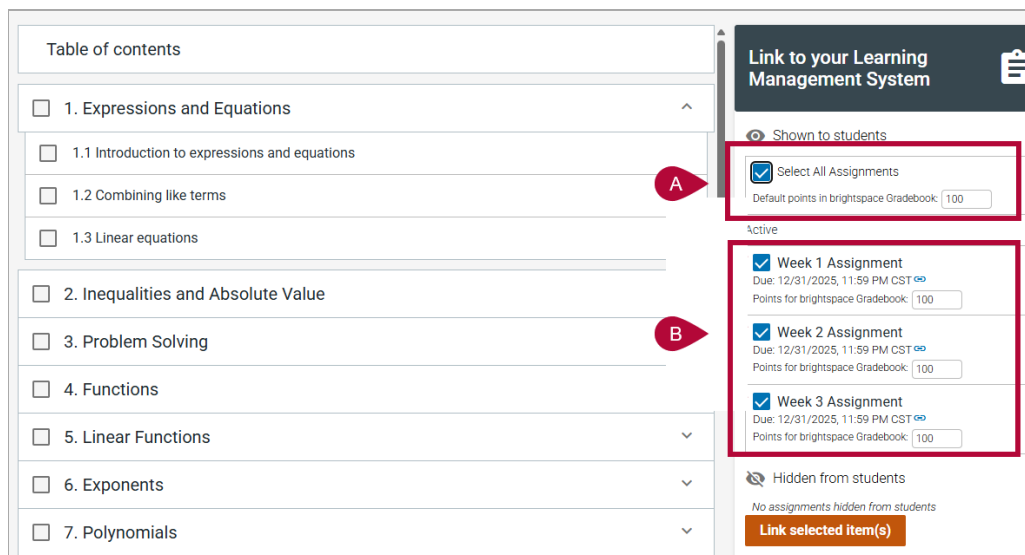 Table of contents
1. Expressions and Equations
1.1 Introduction to expressions and equations
1.2 Combining like terms
1.3 Linear equations
2. Inequalities and Absolute Value
3. Problem Solving
4. Functions
5. Linear Functions
6. Exponents
7. Polynomials
Link to your Learning
Management System
Shown to students
A
Select All Assignments
Default points in brightspace Gradebook: 100
Active
B
Week 1 Assignment
Due: 12/31/2025, 11:59 PM CST
Points for brightspace Gradebook: 100
Week 2 Assignment
Due: 12/31/2025, 11:59 PM CST
Points for brightspace Gradebook: 100
Week 3 Assignment
Due: 12/31/2025, 11:59 PM CST
Points for brightspace Gradebook: 100
Hidden from students
No assignments hidden from students
Link selected item(s)